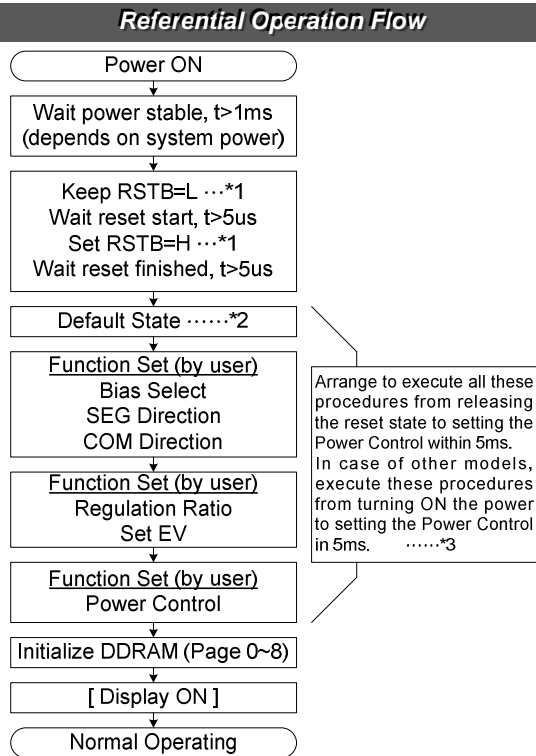 Referential Operation Flow
Power ON
Wait power stable, t>1ms
(depends on system power)
Keep RSTB=L ···*1
Wait reset start, t>5us
Set RSTB=H ···*1
Wait reset finished, t>5us
Default State ······*2
Function Set (by user)
Bias Select
SEG Direction
COM Direction
Function Set (by user)
Regulation Ratio
Set EV
Function Set (by user)
Power Control
Arrange to execute all these
procedures from releasing
the reset state to setting the
Power Control within 5ms.
In case of other models,
execute these procedures
from turning ON the power
to setting the Power Control
in 5ms. ······*3
Initialize DDRAM (Page 0~8)
[ Display ON ]
Normal Operating